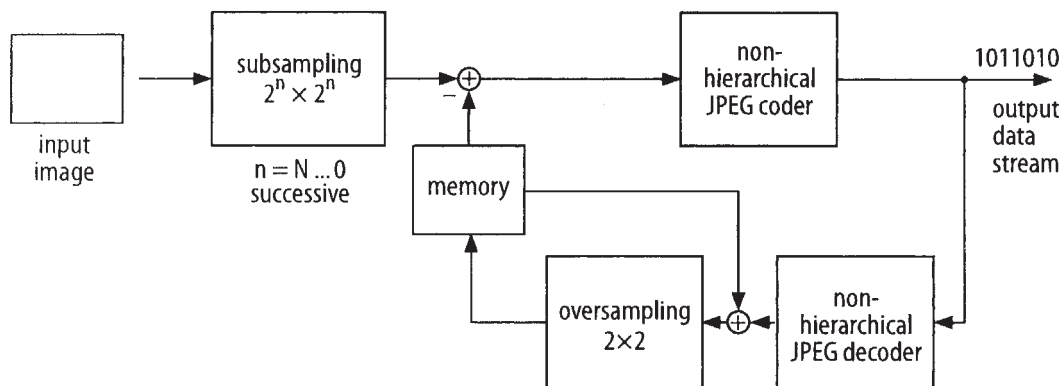 input
image
subsampling
2ⁿ × 2ⁿ
n = N ... 0
successive
−
+
non-
hierarchical
JPEG coder
1011010
output
data
stream
memory
oversampling
2×2
+
non-
hierarchical
JPEG decoder